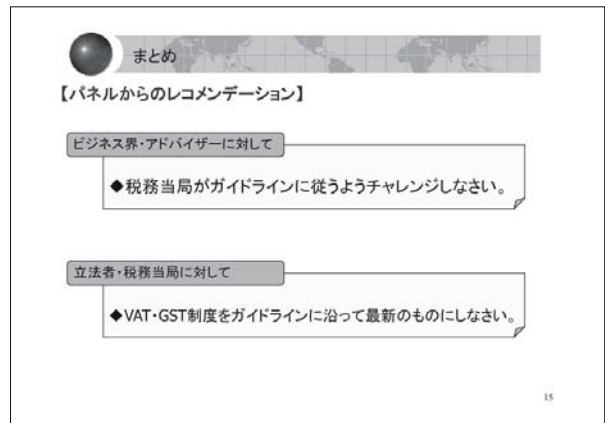 まとめ
【パネルからのレコメンデーション】
ビジネス界・アドバイザーに対して
◆税務当局がガイドラインに従うようチャレンジしなさい。
立法者・税務当局に対して
◆VAT・GST制度をガイドラインに沿って最新のものにしなさい。
15